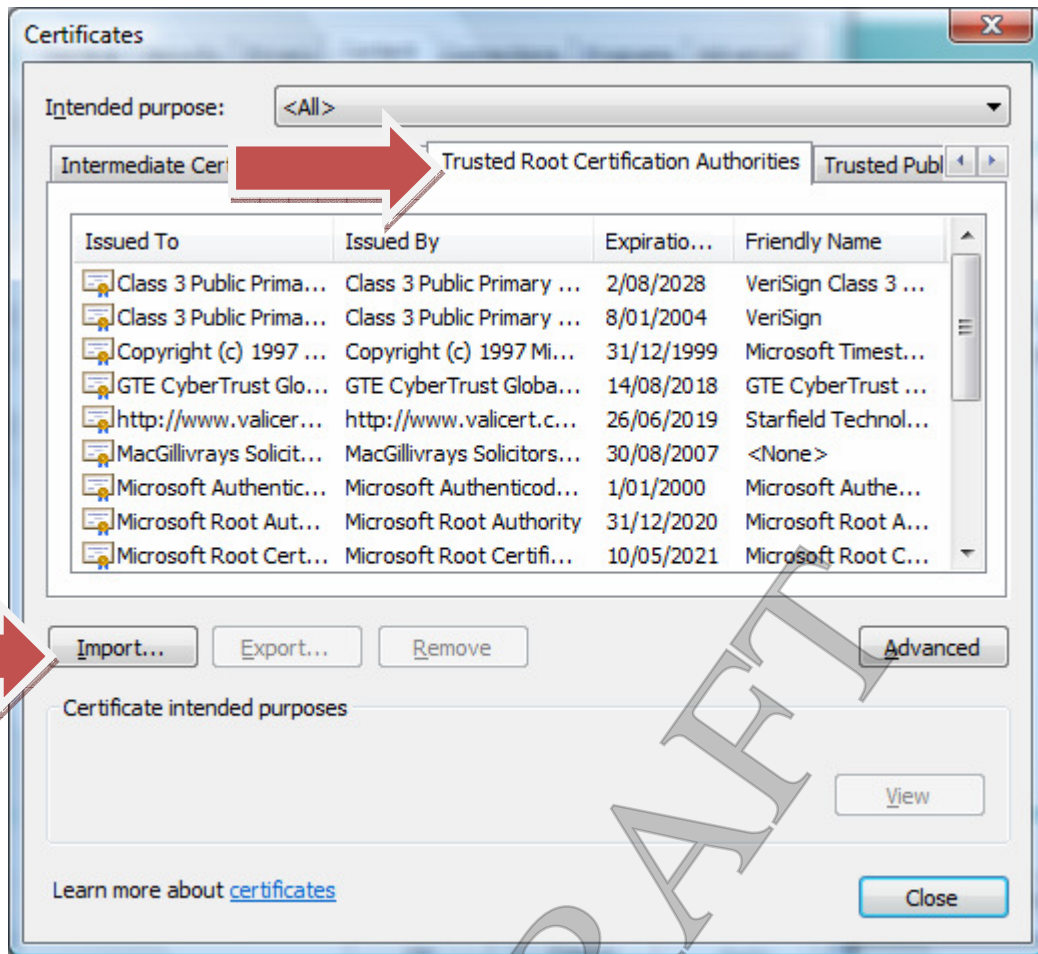 Certificates
Intended purpose: <All>
Intermediate Trusted Root Certification Authorities Trusted Publ
Issued To Issued By Expiratio... Friendly Name
Class 3 Public Prima... Class 3 Public Primary ... 2/08/2028 VeriSign Class 3 ...
Class 3 Public Prima... Class 3 Public Primary ... 8/01/2004 VeriSign
Copyright (c) 1997 ... Copyright (c) 1997 Mi... 31/12/1999 Microsoft Timest...
GTE CyberTrust Glo... GTE CyberTrust Globa... 14/08/2018 GTE CyberTrust ...
http://www.valicer... http://www.valicert.c... 26/06/2019 Starfield Technol...
MacGillivrays Solicit... MacGillivrays Solicitors... 30/08/2007 <None>
Microsoft Authentic... Microsoft Authenticod... 1/01/2000 Microsoft Authe...
Microsoft Root Aut... Microsoft Root Authority 31/12/2020 Microsoft Root A...
Microsoft Root Cert... Microsoft Root Certifi... 10/05/2021 Microsoft Root C...
Import... Export... Remove Advanced
Certificate intended purposes
View
Learn more about certificates
Close